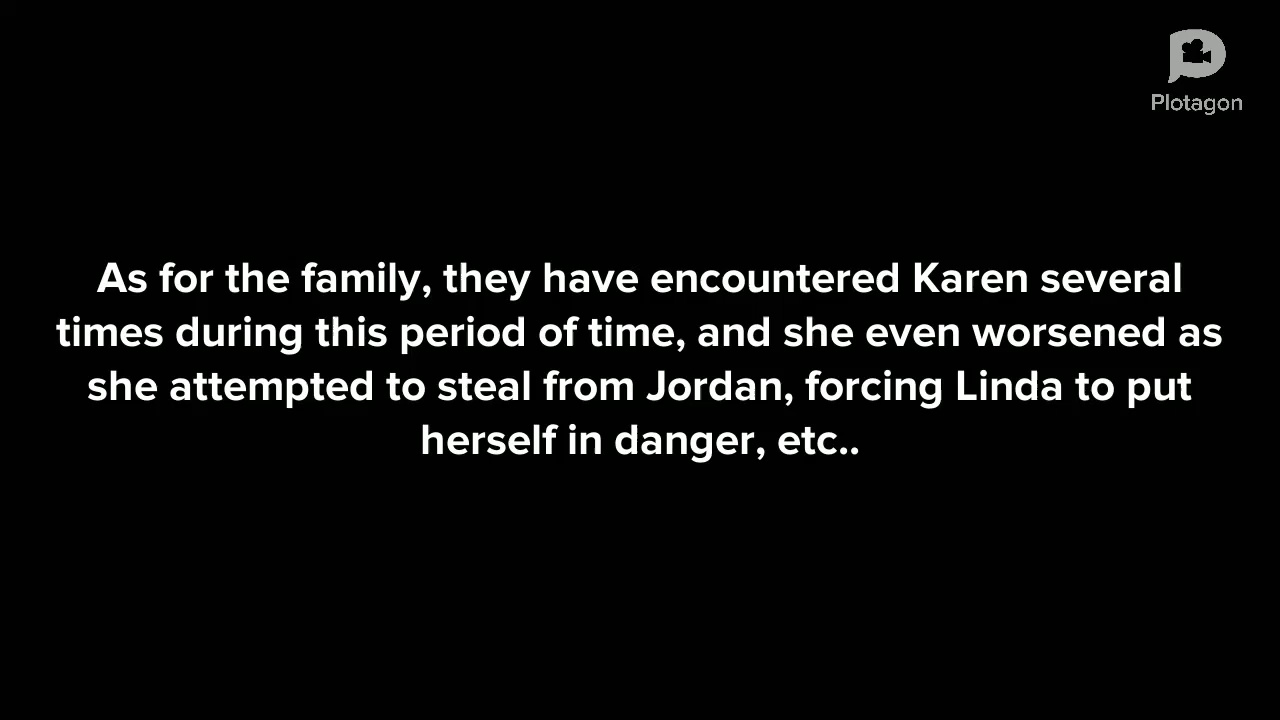 Plotagon
As for the family, they have encountered Karen several
times during this period of time, and she even worsened as
she attempted to steal from Jordan, forcing Linda to put
herself in danger, etc..